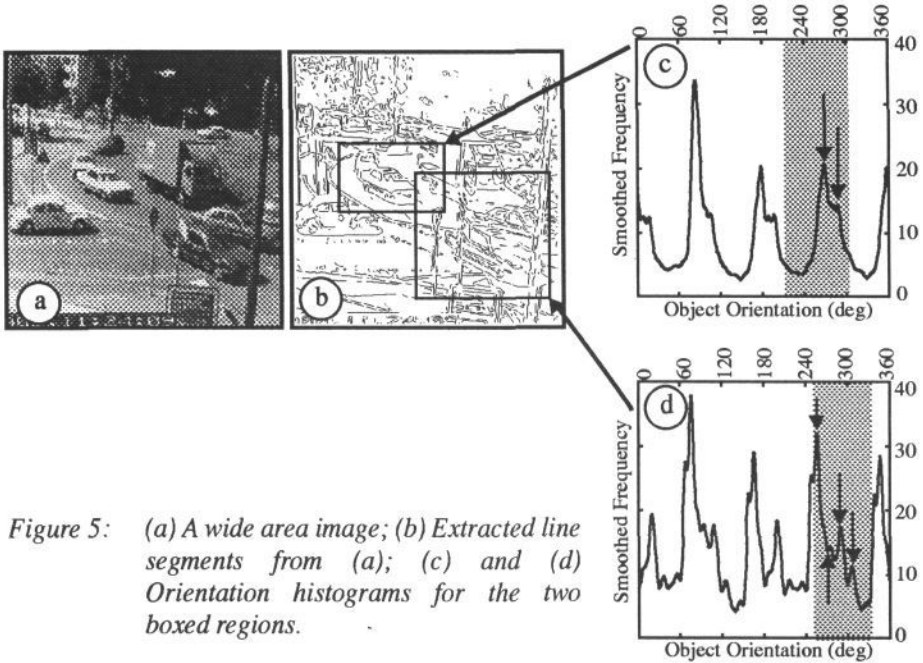 a
b
0 60 120 180 240 300 360
c
40
30
20
10
0
Smoothed Frequency
Object Orientation (deg)
0 60 120 180 240 300 360
d
40
30
20
10
0
Smoothed Frequency
Object Orientation (deg)
Figure 5: (a) A wide area image; (b) Extracted line
segments from (a); (c) and (d)
Orientation histograms for the two
boxed regions.